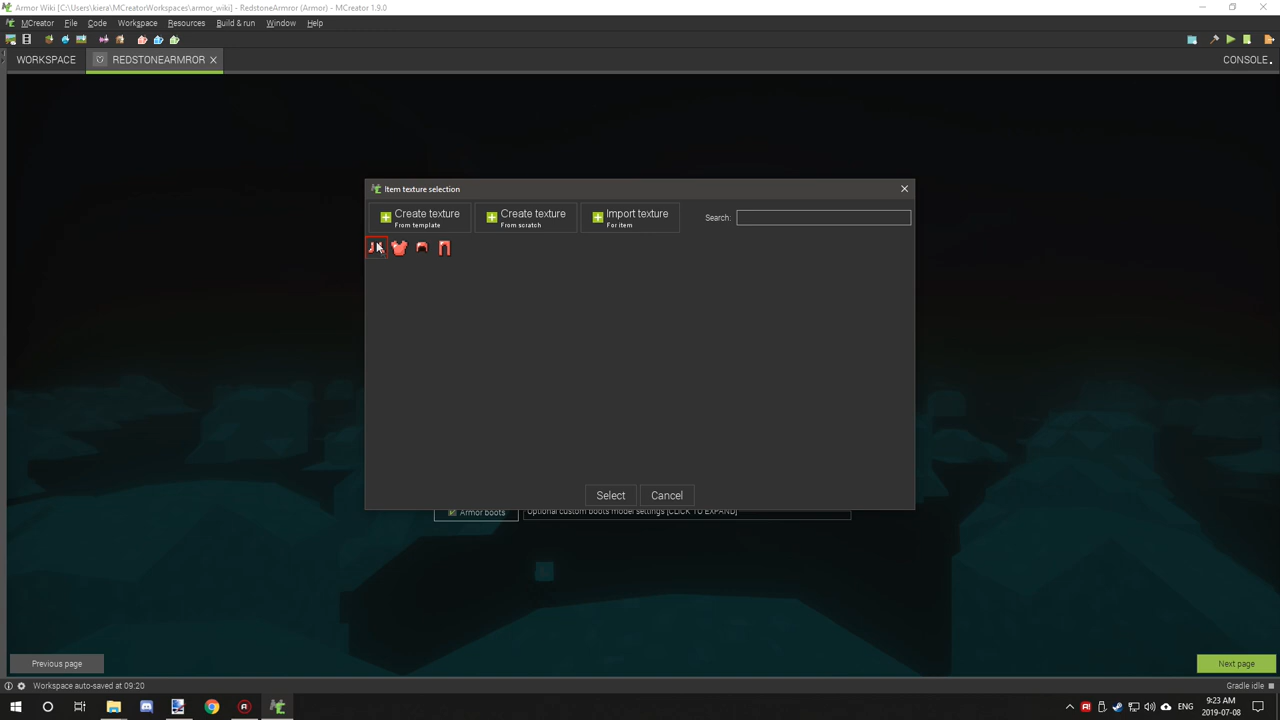 Armor Wiki [C:\Users\kiera\MCreatorWorkspaces\armor_wiki] - RedstoneArmror (Armor) - MCreator 1.9.0
MCreator File Code Workspace Resources Build & run Window Help
WORKSPACE REDSTONEARMROR CONSOLE
Item texture selection
Create texture
From template
Create texture
From scratch
Import texture
For item
Search:
Select Cancel
Armor boots Optional custom boots model settings [CLICK TO EXPAND]
Previous page Next page
Workspace auto-saved at 09:20 Gradle idle
ENG 9:23 AM
2019-07-08